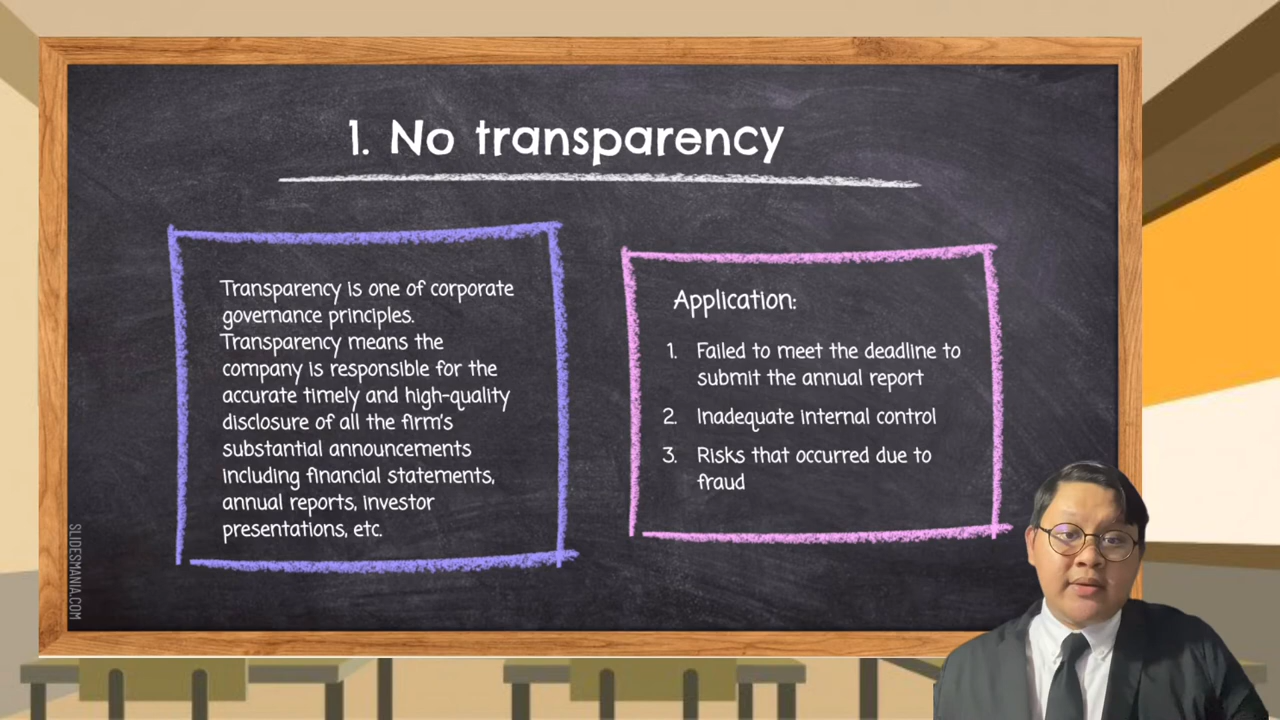 1. No transparency
Transparency is one of corporate
governance principles.
Transparency means the
company is responsible for the
accurate timely and high-quality
disclosure of all the firm's
substantial announcements
including financial statements,
annual reports, investor
presentations, etc.
Application:
1. Failed to meet the deadline to
submit the annual report
2. Inadequate internal control
3. Risks that occurred due to
fraud
SLIDESMANIA.COM